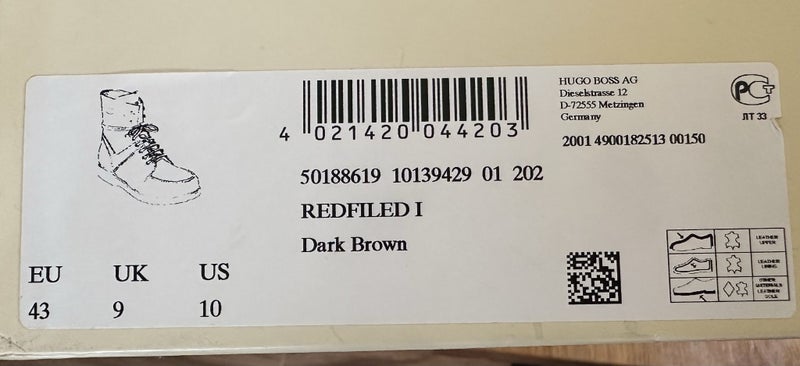 4 021420 044203
50188619 10139429 01 202
REDFILED I
Dark Brown
HUGO BOSS AG
Dieselstrasse 12
D-72555 Metzingen
Germany
2001 4900182513 00150
РСТ
ЛТ 33
EU UK US
43 9 10
LEATHER
UPPER
LEATHER
LINING
OTHER
MATERIALS
LEATHER
SOLE